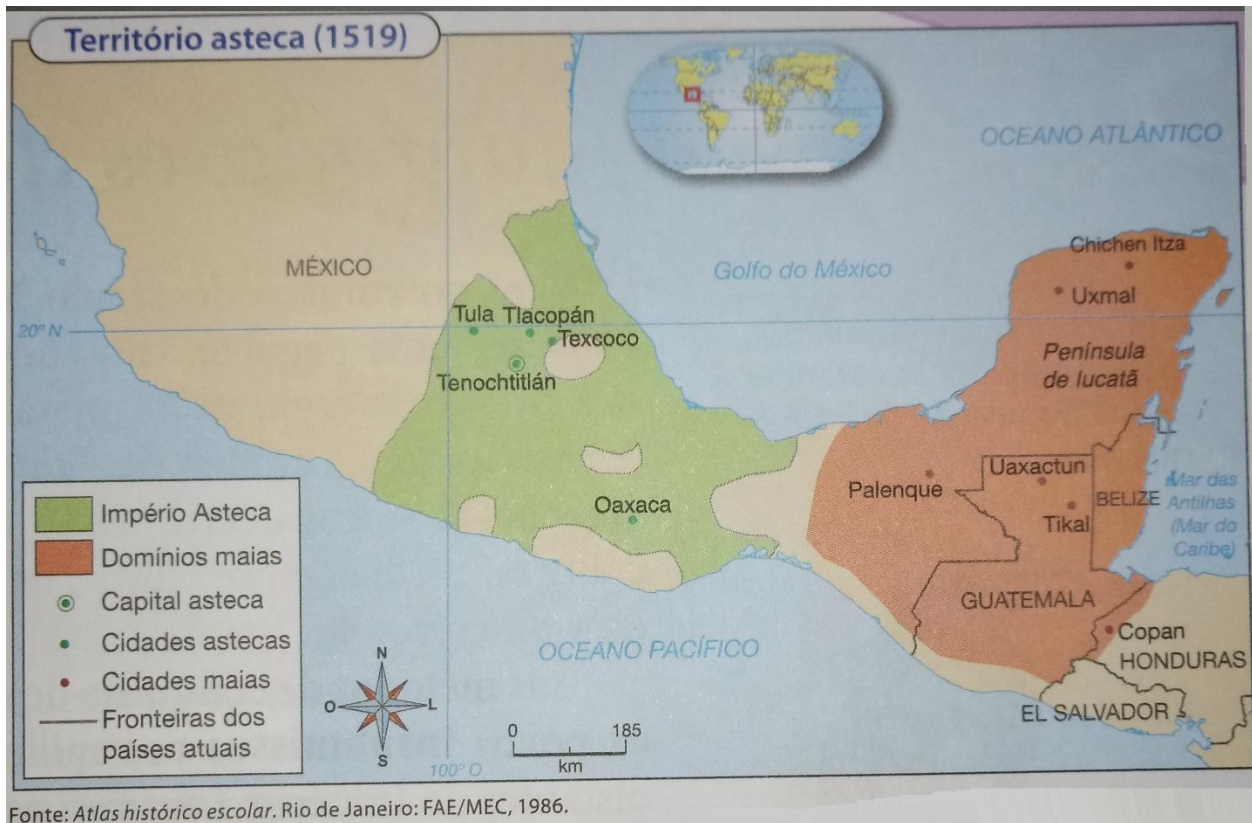 Território asteca (1519)
OCEANO ATLÂNTICO
MÉXICO
Golfo do México
Chichen Itza
Uxmal
20° N
Tula
Tlacopán
Texcoco
Tenochtitlán
Península
de Iucatã
Palenque
Uaxactun
Tikal
BELIZE
Mar das
Antilhas
(Mar do
Caribe)
Oaxaca
GUATEMALA
Copan
HONDURAS
EL SALVADOR
OCEANO PACÍFICO
Império Asteca
Domínios maias
Capital asteca
Cidades astecas
Cidades maias
Fronteiras dos
países atuais
N
O
L
S
0
185
km
100° O
Fonte: Atlas histórico escolar. Rio de Janeiro: FAE/MEC, 1986.